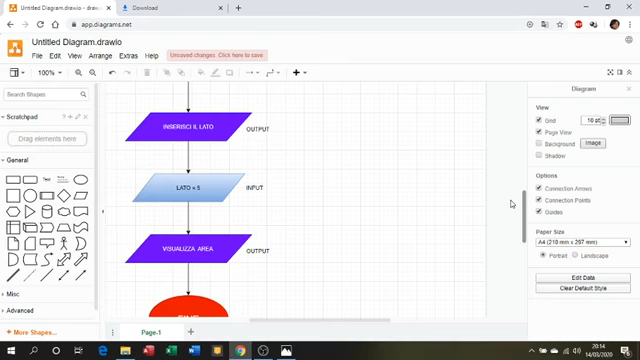 Untitled Diagram.drawio
Download
app.diagrams.net
Untitled Diagram.drawio
File Edit View Arrange Extras Help
Unsaved changes. Click here to save.
100%
Search Shapes
Scratchpad
Drag elements here
General
Text
Misc
Advanced
+ More Shapes...
INSERISCI IL LATO
OUTPUT
LATO = 5
INPUT
VISUALIZZA AREA
OUTPUT
Page-1
Diagram
View
Grid
10 pt
Page View
Background
Image
Shadow
Options
Connection Arrows
Connection Points
Guides
Paper Size
A4 (210 mm x 297 mm)
Portrait
Landscape
Edit Data
Clear Default Style
20:14
14/03/2020